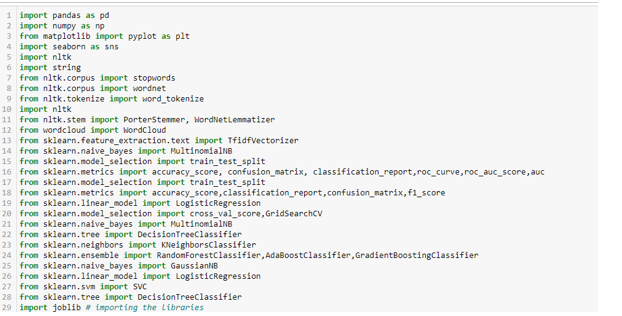 1 import pandas as pd
2 import numpy as np
3 from matplotlib import pyplot as plt
4 import seaborn as sns
5 import nltk
6 import string
7 from nltk.corpus import stopwords
8 from nltk.corpus import wordnet
9 from nltk.tokenize import word_tokenize
10 import nltk
11 from nltk.stem import PorterStemmer, WordNetLemmatizer
12 from wordcloud import WordCloud
13 from sklearn.feature_extraction.text import TfidfVectorizer
14 from sklearn.naive_bayes import MultinomialNB
15 from sklearn.model_selection import train_test_split
16 from sklearn.metrics import accuracy_score, confusion_matrix, classification_report,roc_curve,roc_auc_score,auc
17 from sklearn.model_selection import train_test_split
18 from sklearn.metrics import accuracy_score,classification_report,confusion_matrix,f1_score
19 from sklearn.linear_model import LogisticRegression
20 from sklearn.model_selection import cross_val_score,GridSearchCV
21 from sklearn.naive_bayes import MultinomialNB
22 from sklearn.tree import DecisionTreeClassifier
23 from sklearn.neighbors import KNeighborsClassifier
24 from sklearn.ensemble import RandomForestClassifier,AdaBoostClassifier,GradientBoostingClassifier
25 from sklearn.naive_bayes import GaussianNB
26 from sklearn.linear_model import LogisticRegression
27 from sklearn.svm import SVC
28 from sklearn.tree import DecisionTreeClassifier
29 import joblib # importing the libraries